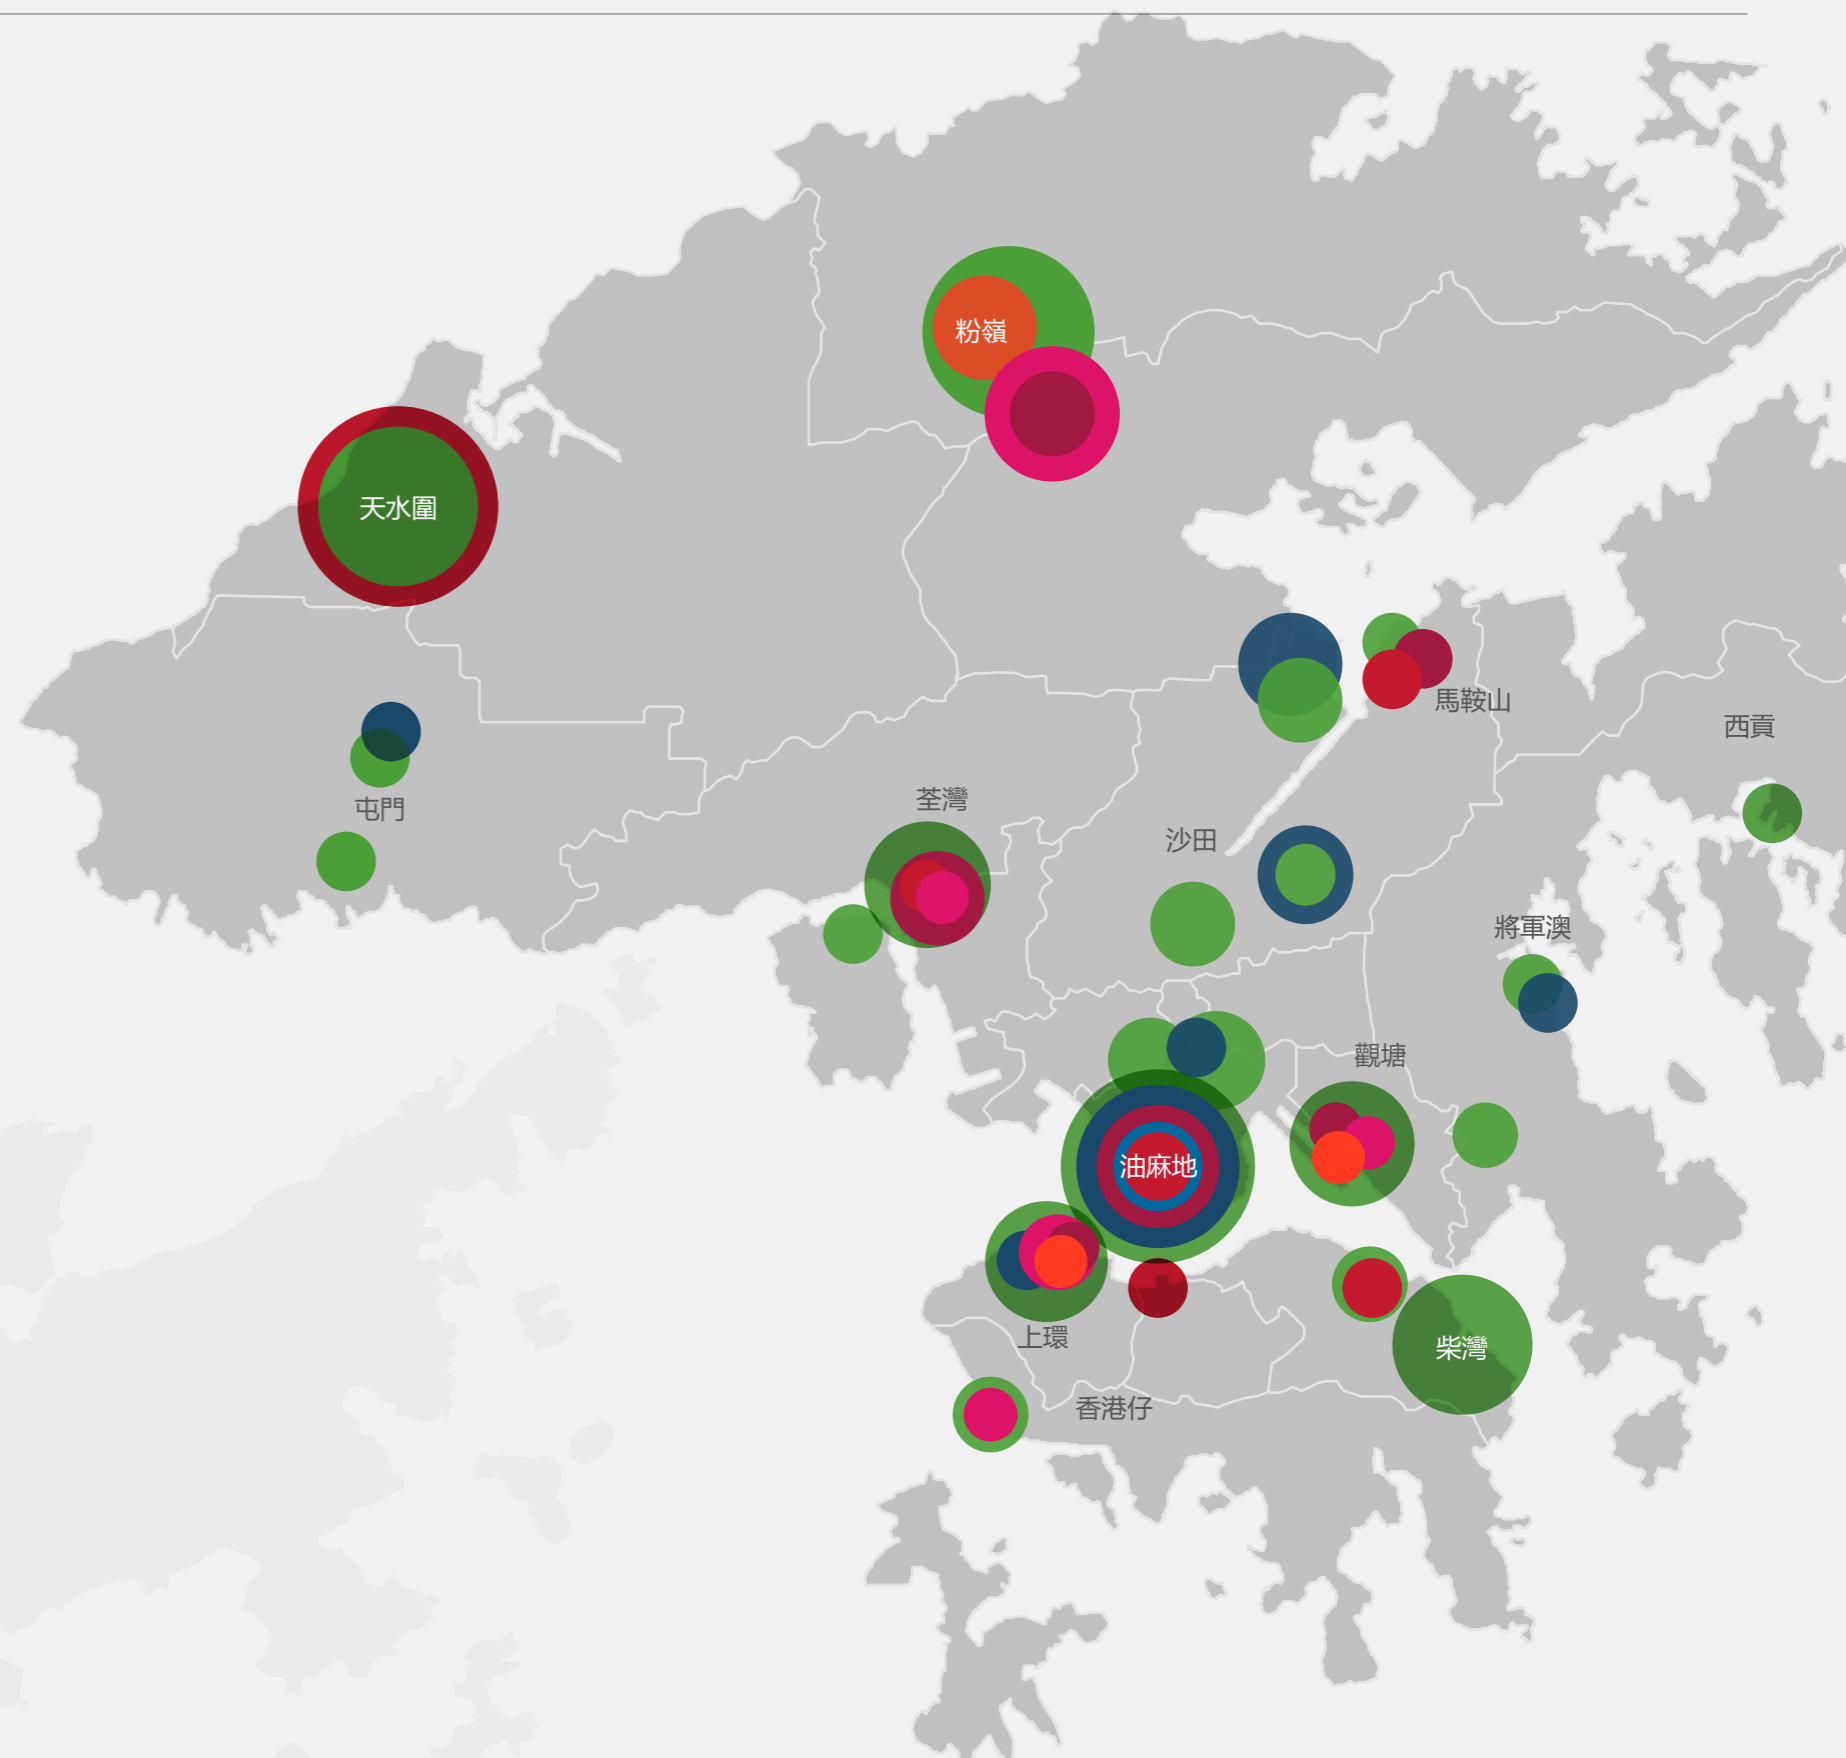 粉嶺
天水圍
馬鞍山
西貢
荃灣
屯門
沙田
將軍澳
觀塘
油麻地
上環
柴灣
香港仔